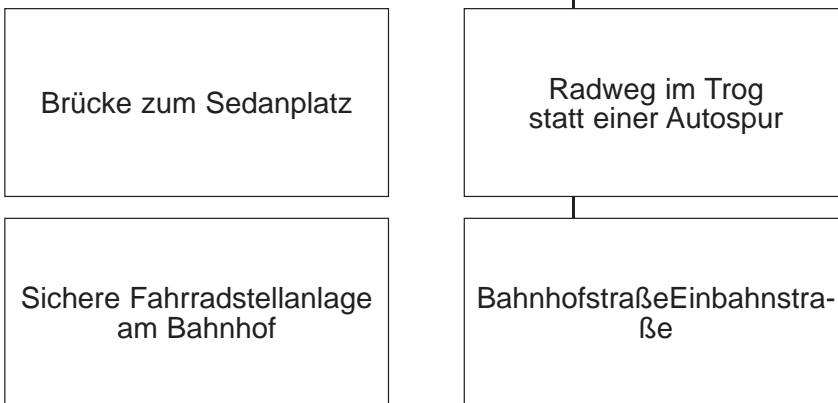 Brücke zum Sedanplatz
Radweg im Trog
statt einer Autospur
Sichere Fahrradstellanlage
am Bahnhof
BahnhofstraßeEinbahnstra-
ße